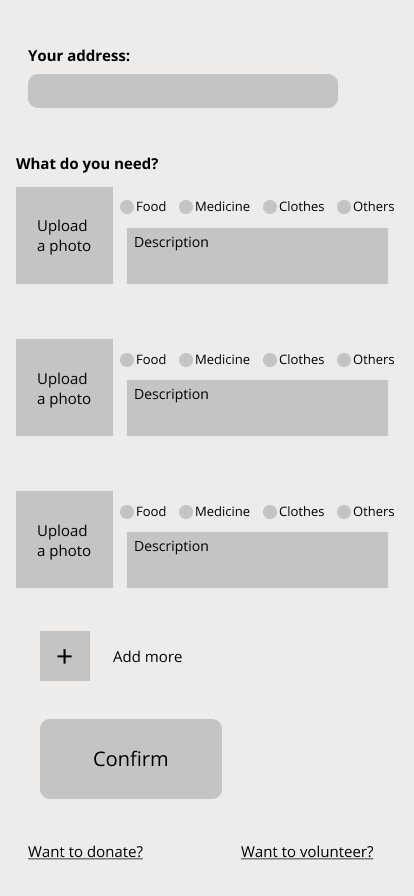 Your address:
What do you need?
Food Medicine Clothes Others
Upload
a photo
Description
Food Medicine Clothes Others
Upload
a photo
Description
Food Medicine Clothes Others
Upload
a photo
Description
+ Add more
Confirm
Want to donate? Want to volunteer?